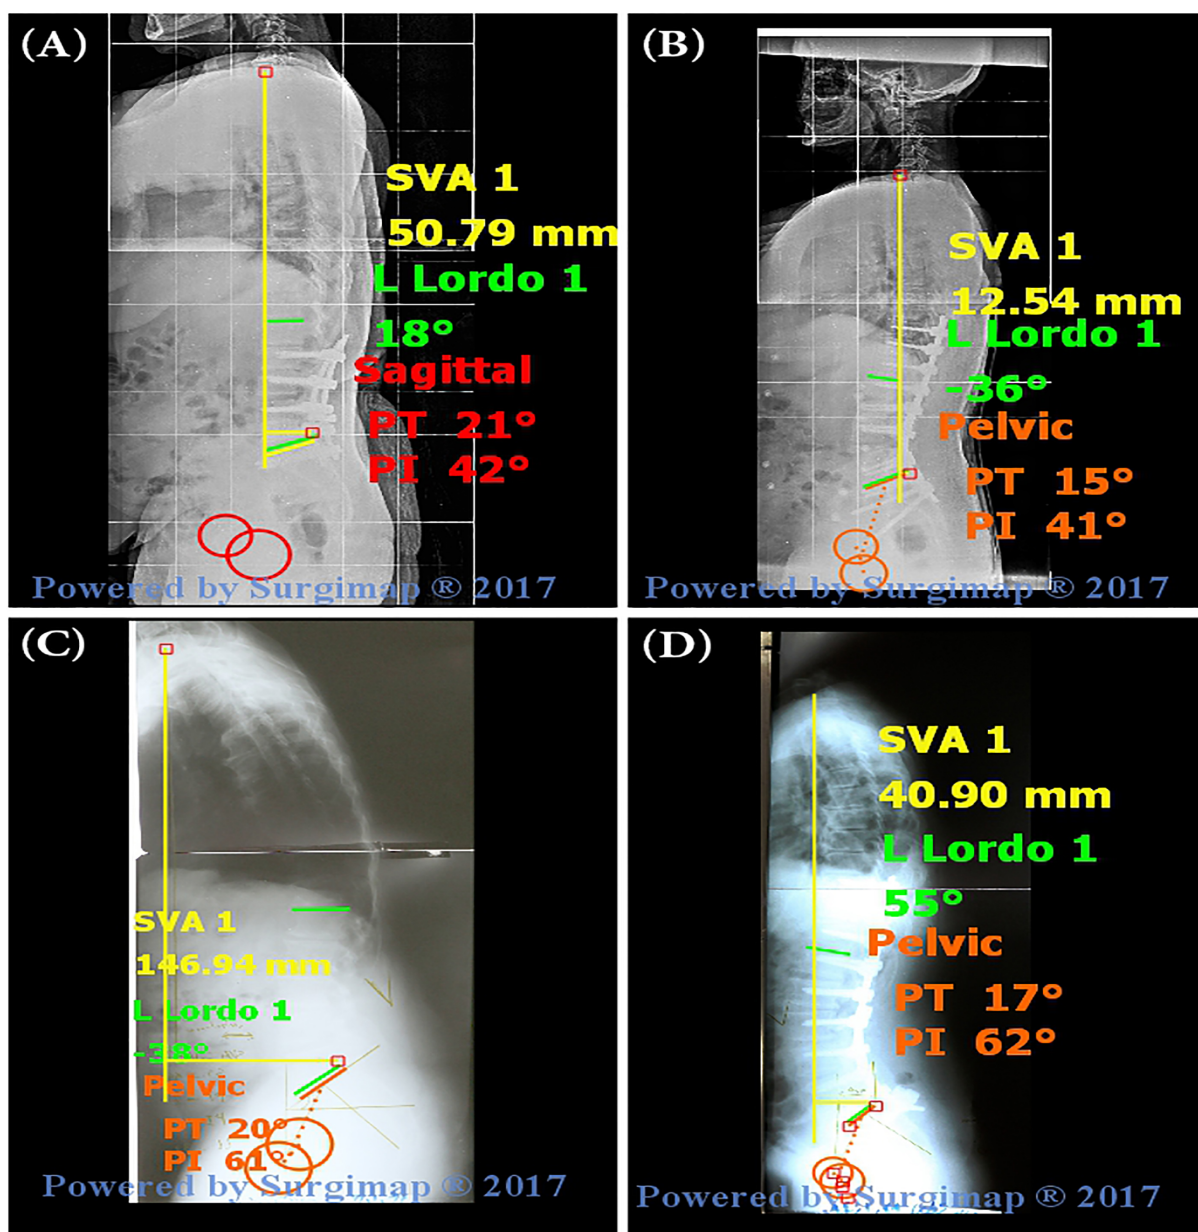 (A)
SVA 1
50.79 mm
L Lordo 1
18°
Sagittal
PT 21°
PI 42°
Powered by Surgimap ® 2017
(B)
SVA 1
12.54 mm
L Lordo 1
-36°
Pelvic
PT 15°
PI 41°
Powered by Surgimap ® 2017
(C)
SVA 1
146.94 mm
L Lordo 1
-38°
Pelvic
PT 20°
PI 61°
Powered by Surgimap ® 2017
(D)
SVA 1
40.90 mm
L Lordo 1
55°
Pelvic
PT 17°
PI 62°
Powered by Surgimap ® 2017